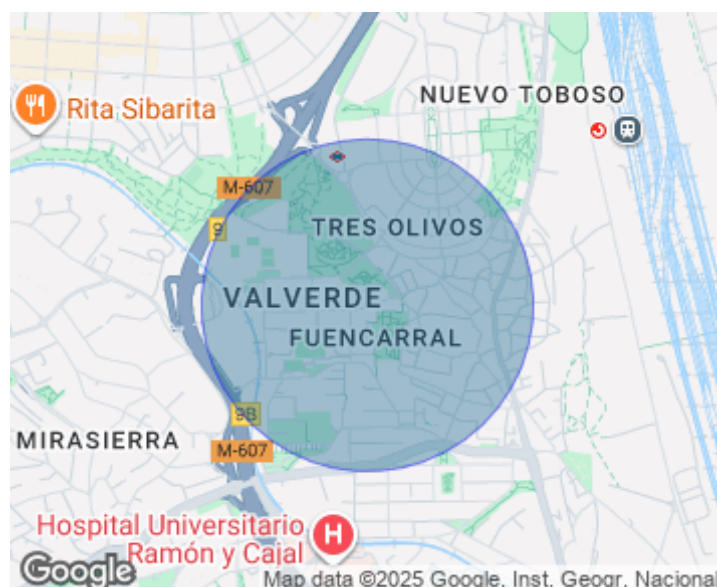 NUEVO TOBOSO
Rita Sibarita
M-607
9
TRES OLIVOS
VALVERDE
FUENCARRAL
9B
MIRASIERRA
M-607
Hospital Universitario
Ramón y Cajal
H
Google
Map data ©2025 Google, Inst. Geogr. Nacional